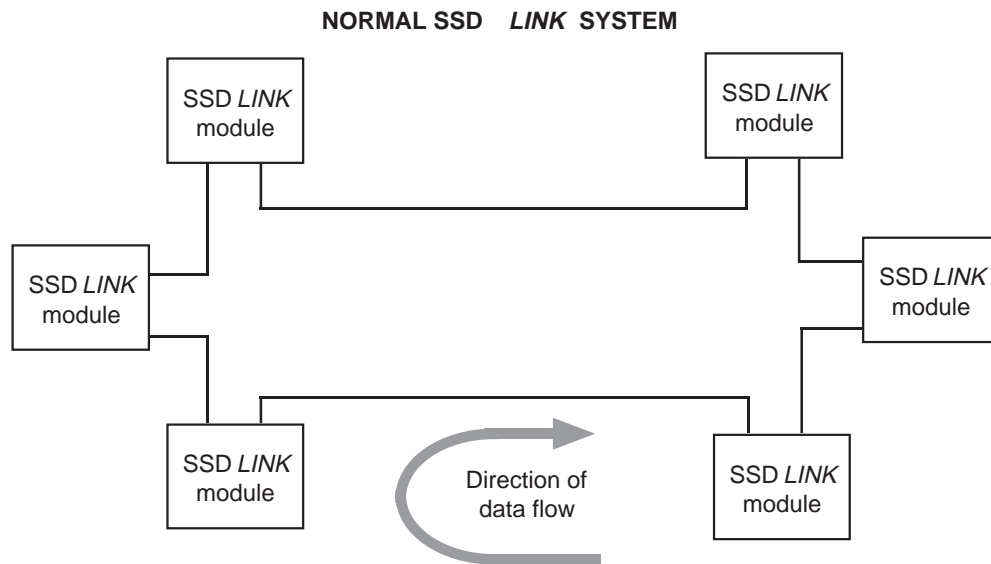 NORMAL SSD LINK SYSTEM
SSD LINK
module
SSD LINK
module
SSD LINK
module
SSD LINK
module
SSD LINK
module
Direction of
data flow
SSD LINK
module